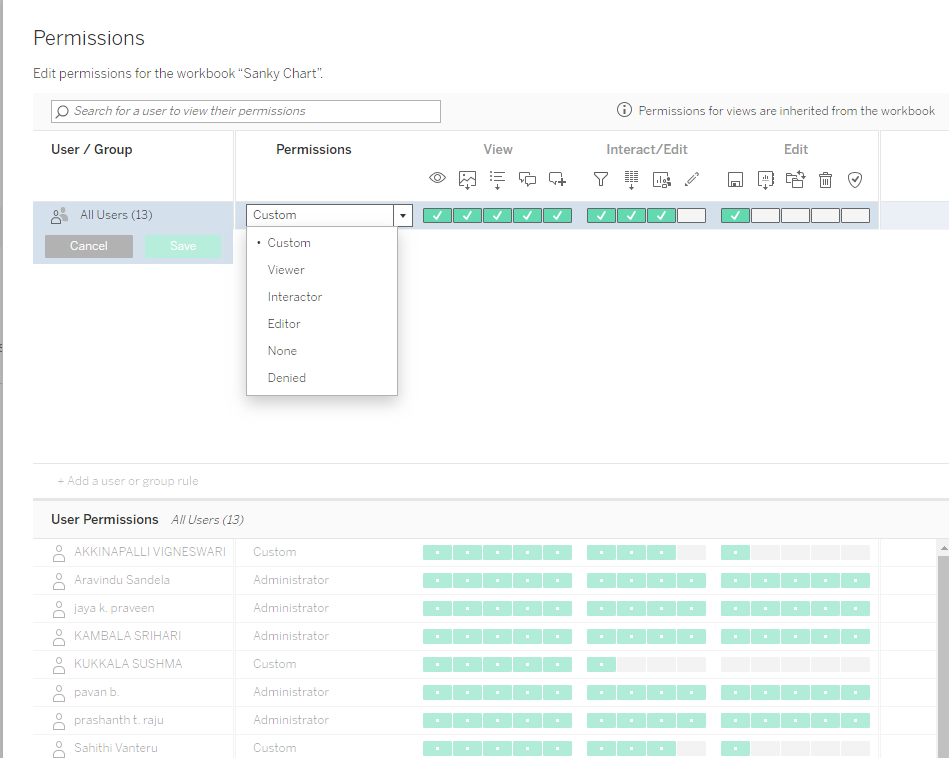 Permissions
Edit permissions for the workbook “Sanky Chart”.
Search for a user to view their permissions
Permissions for views are inherited from the workbook
User / Group Permissions View Interact/Edit Edit
All Users (13) Custom
Cancel Save
• Custom
Viewer
Interactor
Editor
None
Denied
+ Add a user or group rule
User Permissions All Users (13)
AKKINAPALLI VIGNESWARI Custom
Aravindu Sandela Administrator
jaya k. praveen Administrator
KAMBALA SRIHARI Administrator
KUKKALA SUSHMA Custom
pavan b. Administrator
prashanth t. raju Administrator
Sahithi Vanteru Custom